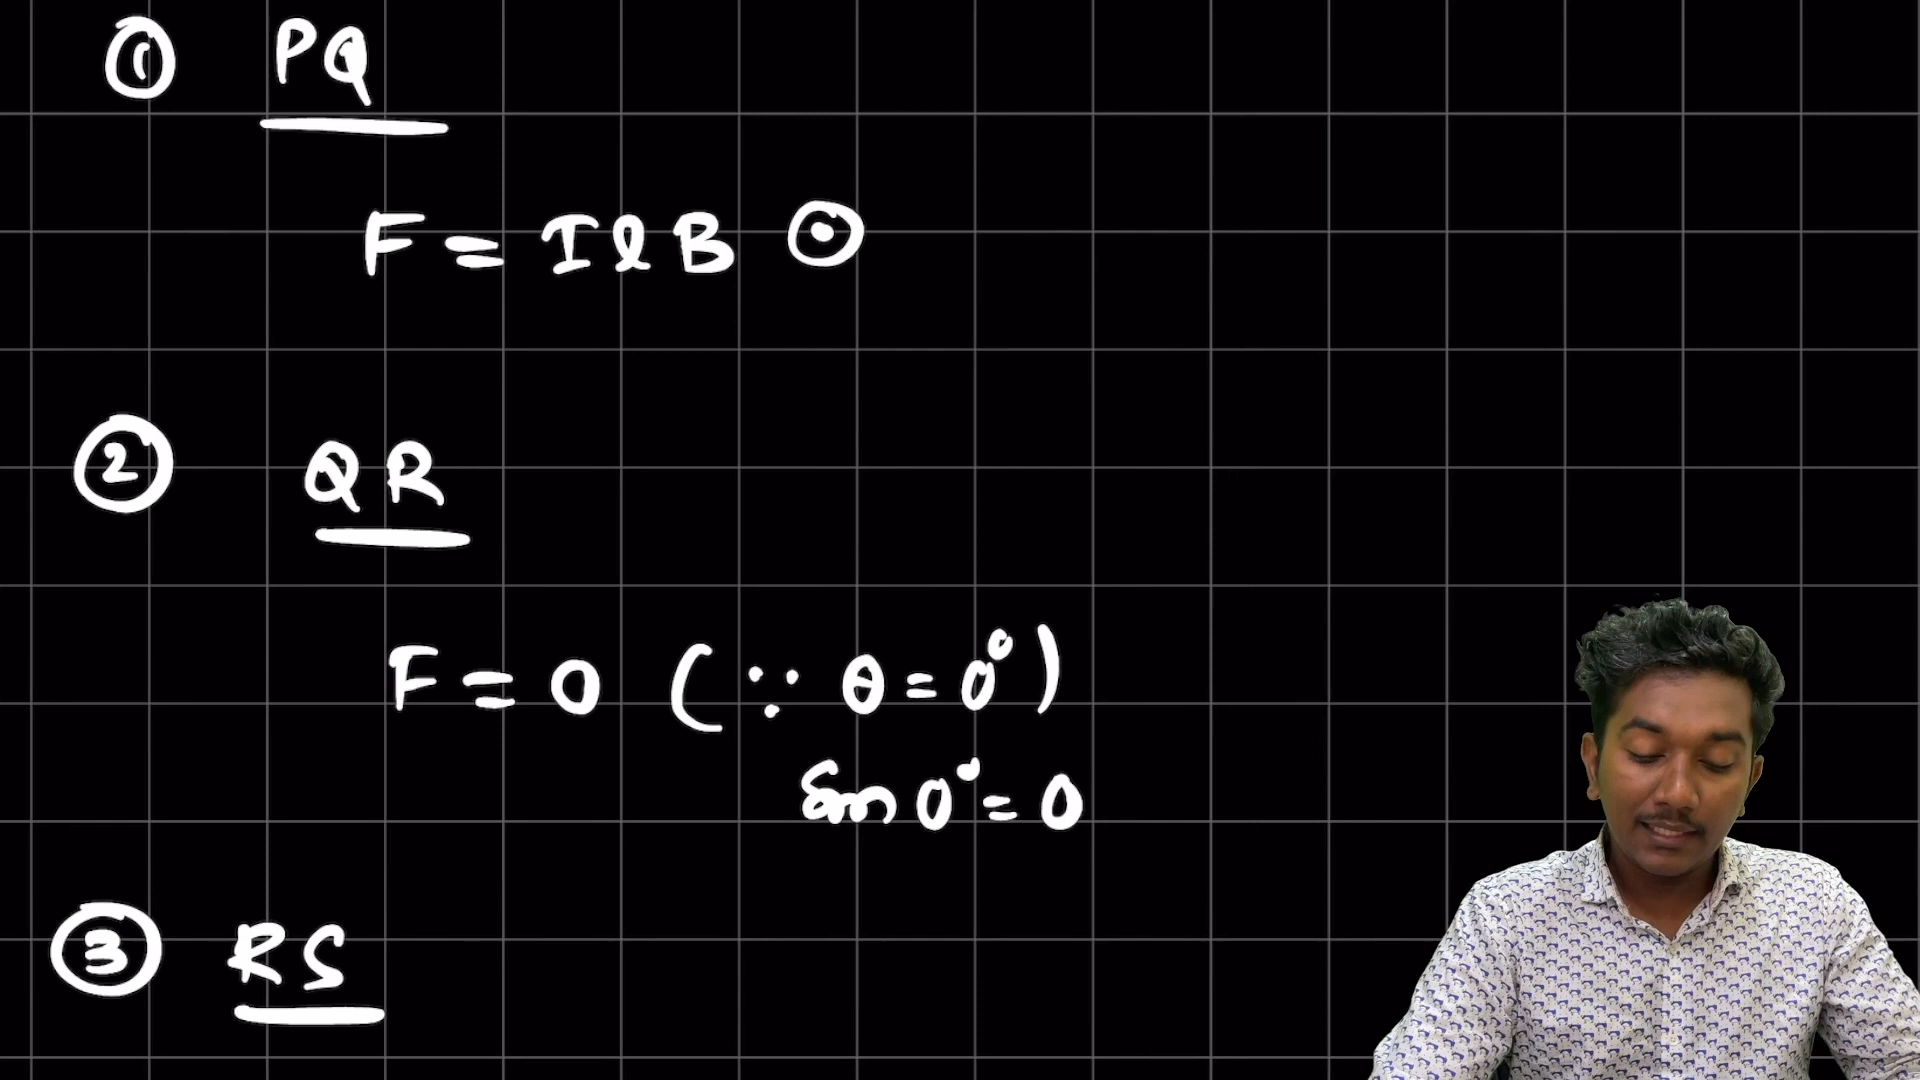 ① PQ
F = IlB ⊙
② QR
F = 0 (∵ θ = 0°)
Sin 0° = 0
③ RS